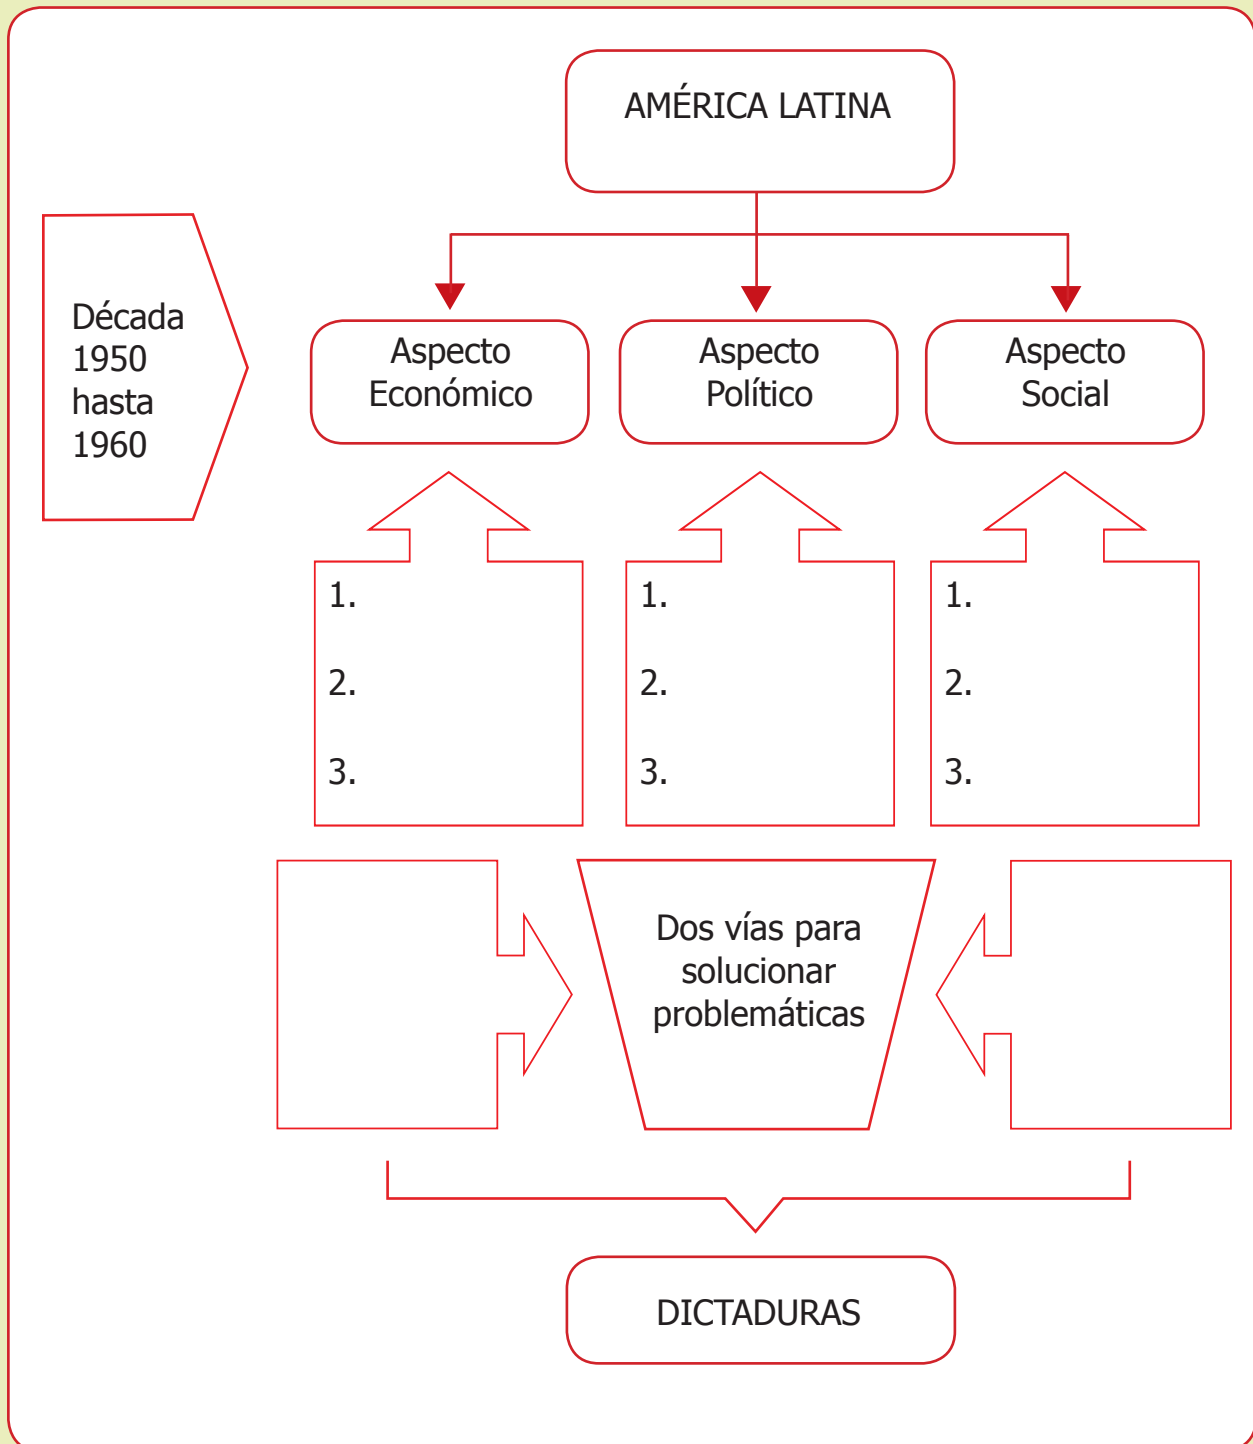 AMÉRICA LATINA
Década
1950
hasta
1960
Aspecto
Económico
Aspecto
Político
Aspecto
Social
1.
2.
3.
1.
2.
3.
1.
2.
3.
Dos vías para
solucionar
problemáticas
DICTADURAS